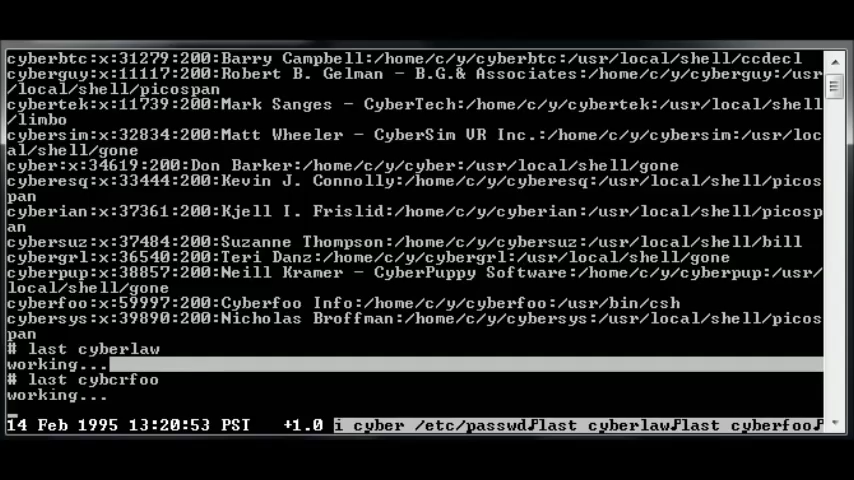 cyberbtc:x:31279:200:Barry Campbell:/home/c/y/cyberbtc:/usr/local/shell/ccdecl
cyberguy:x:11117:200:Robert B. Gelman - B.G.& Associates:/home/c/y/cyberguy:/usr
/local/shell/picospan
cybertek:x:11739:200:Mark Sanges - CyberTech:/home/c/y/cybertek:/usr/local/shell
/limbo
cybersim:x:32834:200:Matt Wheeler - CyberSim VR Inc.:/home/c/y/cybersim:/usr/loc
al/shell/gone
cyber:x:34619:200:Don Barker:/home/c/y/cyber:/usr/local/shell/gone
cyberesq:x:33444:200:Kevin J. Connolly:/home/c/y/cyberesq:/usr/local/shell/picos
pan
cyberian:x:37361:200:Kjell I. Frislid:/home/c/y/cyberian:/usr/local/shell/picosp
an
cybersuz:x:37484:200:Suzanne Thompson:/home/c/y/cybersuz:/usr/local/shell/bill
cybergrl:x:36540:200:Teri Danz:/home/c/y/cybergrl:/usr/local/shell/gone
cyberpup:x:38857:200:Neill Kramer - CyberPuppy Software:/home/c/y/cyberpup:/usr/
local/shell/gone
cyberfoo:x:59997:200:Cyberfoo Info:/home/c/y/cyberfoo:/usr/bin/csh
cybersys:x:39890:200:Nicholas Broffman:/home/c/y/cybersys:/usr/local/shell/picos
pan
# last cyberlaw
working...
# last cyberfoo
working...
14 Feb 1995 13:20:53 PST +1.0 i cyber /etc/passwd♪last cyberlaw♪last cyberfoo♪